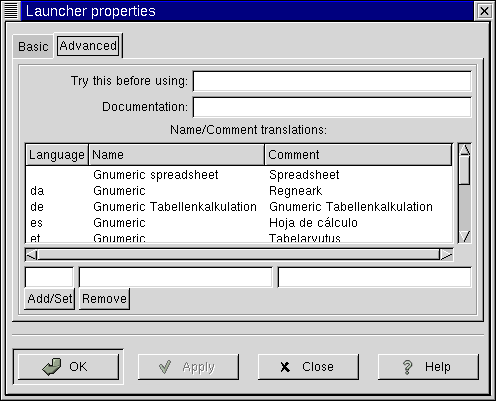 Launcher properties
Basic Advanced
Try this before using:
Documentation:
Name/Comment translations:
Language Name Comment
Gnumeric spreadsheet Spreadsheet
da Gnumeric Regneark
de Gnumeric Tabellenkalkulation Gnumeric Tabellenkalkulation
es Gnumeric Hoja de cálculo
et Gnumeric Tabelarvutus
Add/Set Remove
OK Apply Close Help